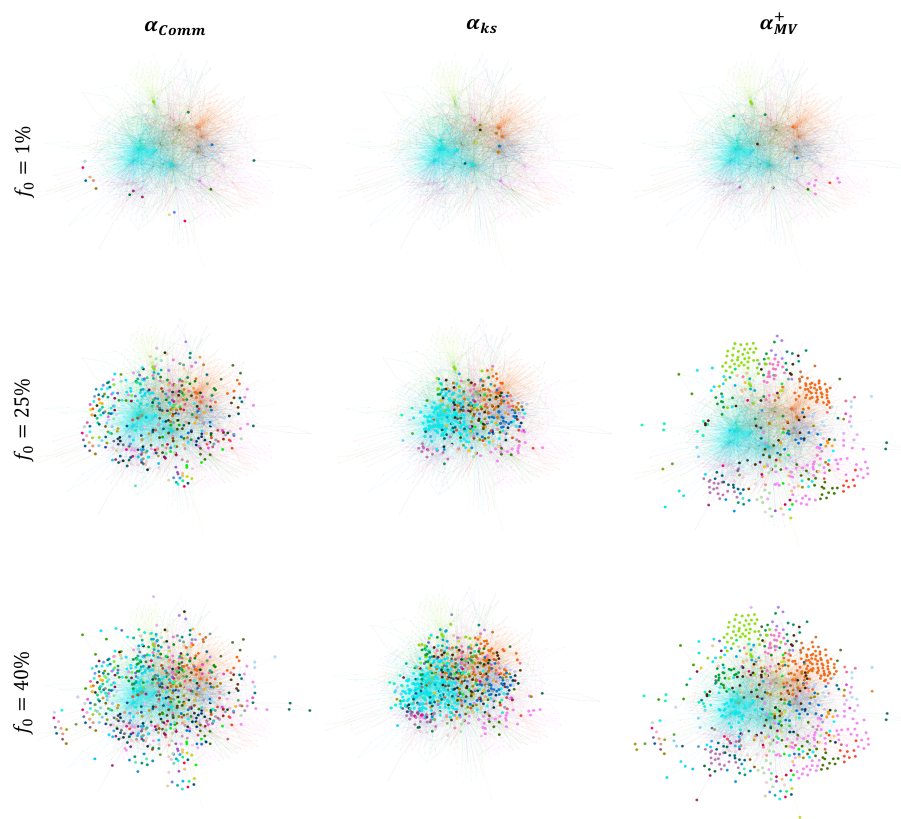 α_Comm α_ks α⁺_MV
f₀ = 1%
f₀ = 25%
f₀ = 40%